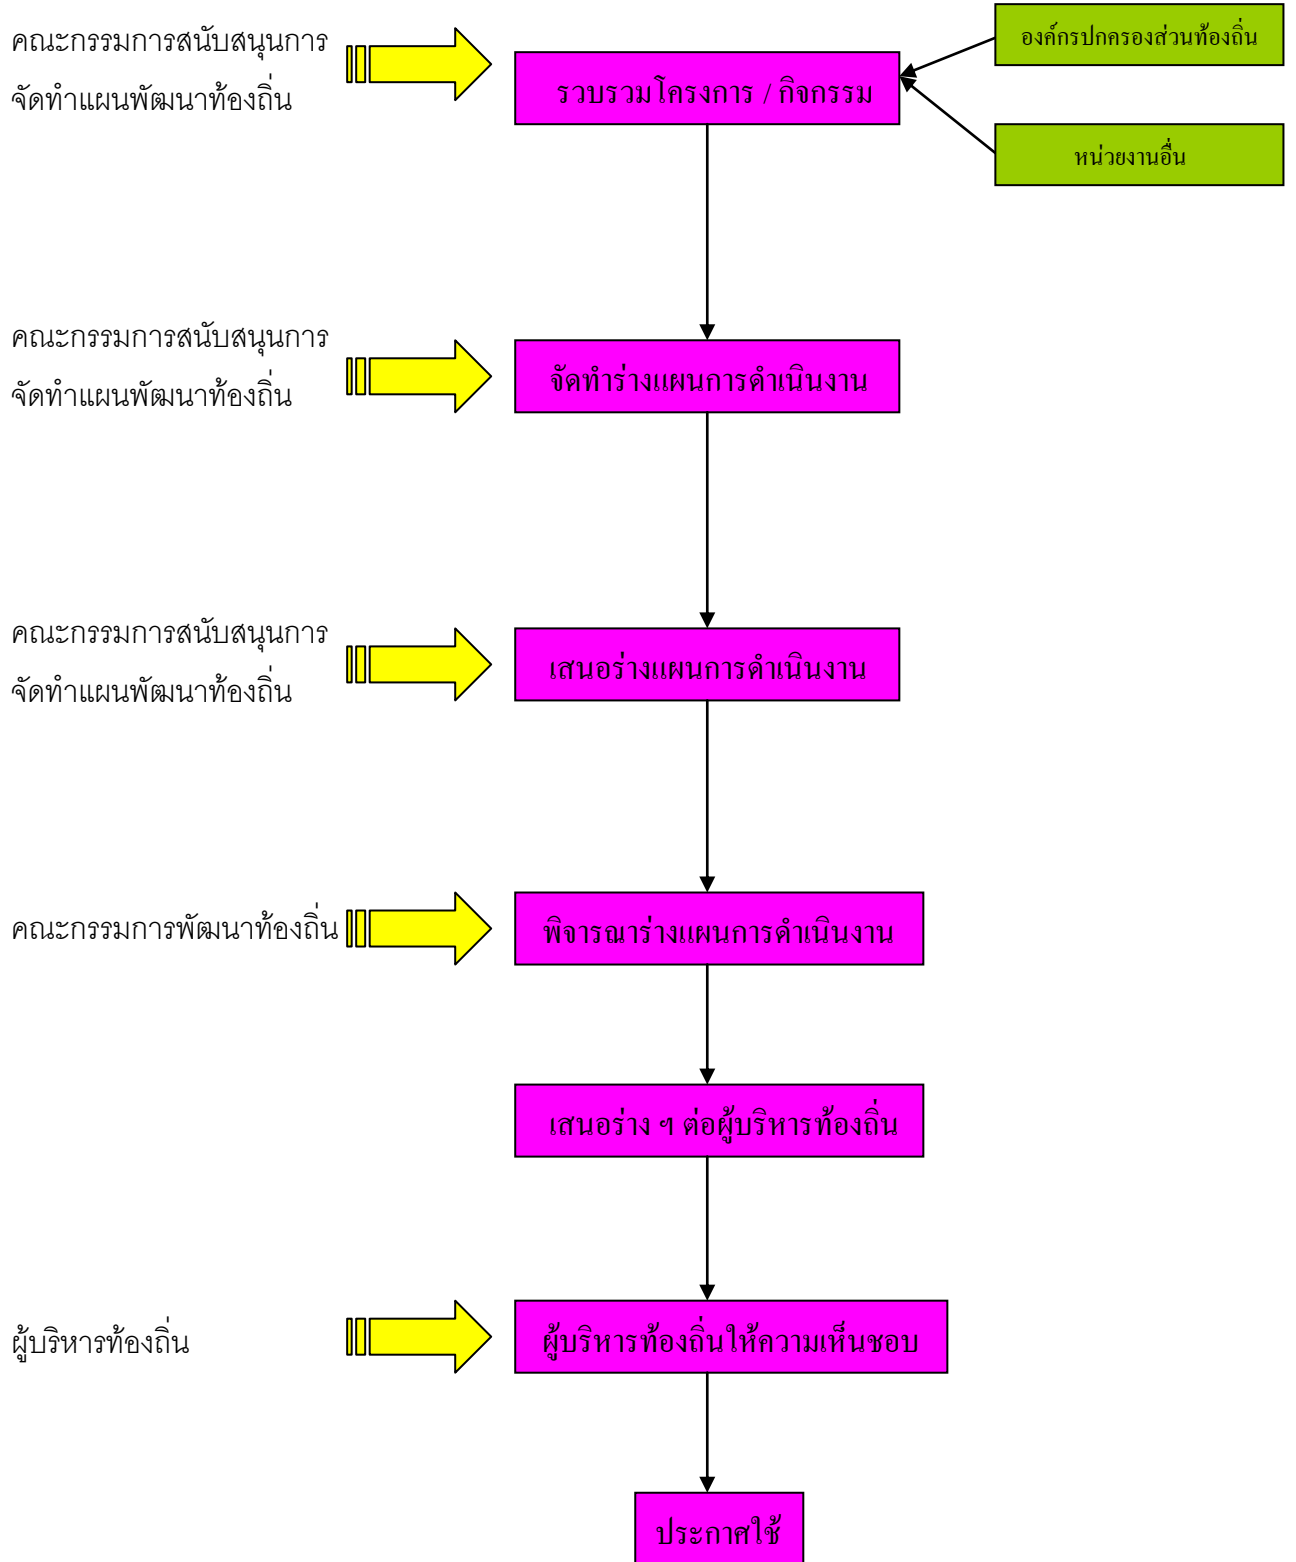 คณะกรรมการสนับสนุนการ
จัดทำแผนพัฒนาท้องถิ่น
รวบรวมโครงการ / กิจกรรม
องค์กรปกครองส่วนท้องถิ่น
หน่วยงานอื่น
คณะกรรมการสนับสนุนการ
จัดทำแผนพัฒนาท้องถิ่น
จัดทำร่างแผนการดำเนินงาน
คณะกรรมการสนับสนุนการ
จัดทำแผนพัฒนาท้องถิ่น
เสนอร่างแผนการดำเนินงาน
คณะกรรมการพัฒนาท้องถิ่น
พิจารณาร่างแผนการดำเนินงาน
เสนอร่าง ฯ ต่อผู้บริหารท้องถิ่น
ผู้บริหารท้องถิ่น
ผู้บริหารท้องถิ่นให้ความเห็นชอบ
ประกาศใช้